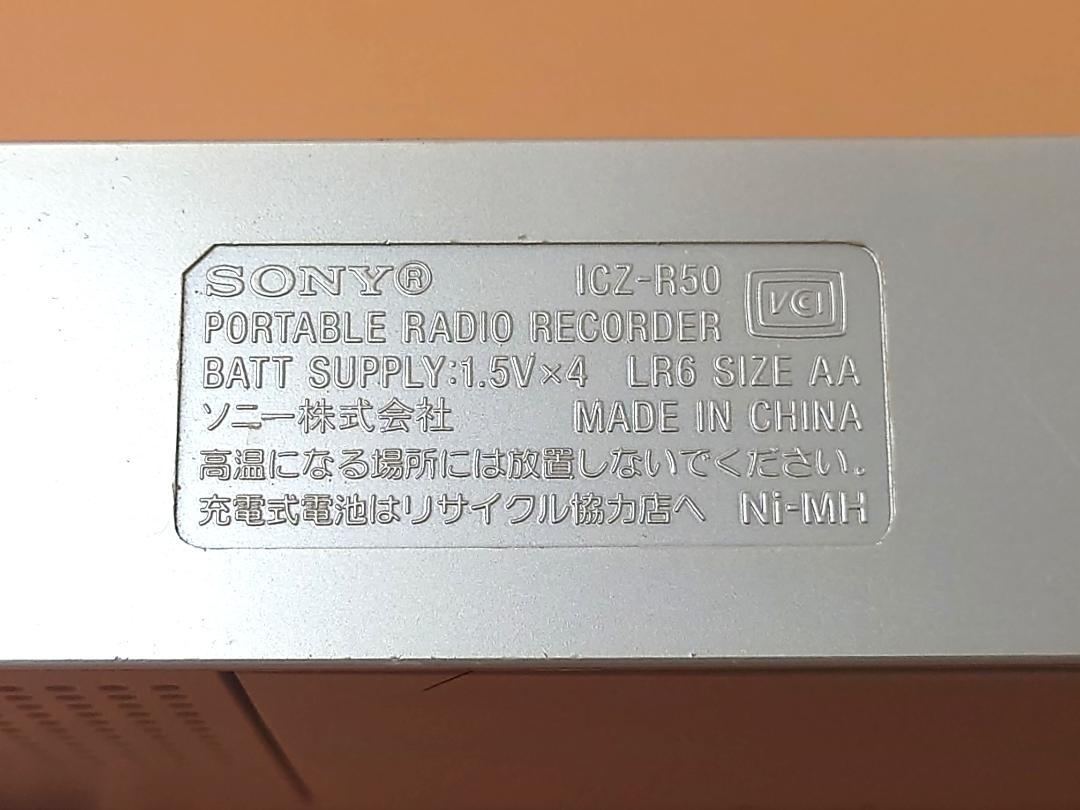 SONY® ICZ-R50 VCI
PORTABLE RADIO RECORDER
BATT SUPPLY:1.5V×4 LR6 SIZE AA
ソニー株式会社 MADE IN CHINA
高温になる場所には放置しないでください。
充電式電池はリサイクル協力店へ Ni-MH